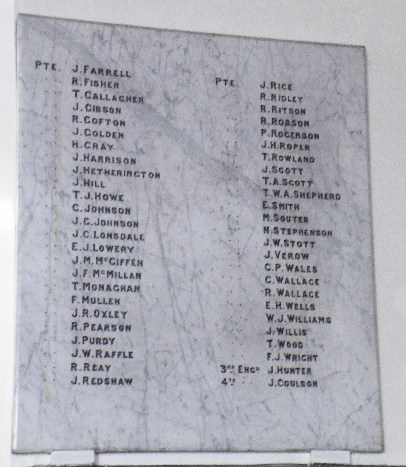 PTE. J. FARRELL
R. FISHER
T. GALLAGHER
J. GIBSON
R. GOFTON
J. GOLDEN
H. GRAY
J. HARRISON
J. HETHERINGTON
J. HILL
T. J. HOWE
C. JOHNSON
J. E. JOHNSON
J. C. LONSDALE
E. J. LOWERY
J. M. MCGIFFEN
J. F. MCMILLAN
T. MONAGHAN
F. MULLEN
J. R. OXLEY
R. PEARSON
J. PURDY
J. W. RAFFLE
R. REAY
J. REDSHAW
PTE. J. RICE
R. RIDLEY
R. RITSON
R. ROBSON
P. ROGERSON
J. H. ROPER
T. ROWLAND
J. SCOTT
T. A. SCOTT
T. W. A. SHEPHERD
E. SMITH
M. SOUTER
N. STEPHENSON
J. W. STOTT
J. VEROW
C. P. WALES
C. WALLACE
R. WALLACE
E. H. WELLS
W. J. WILLIAMS
J. WILLIS
T. WOOD
F. J. WRIGHT
3RD ENGR J. HUNTER
4TH J. COULSON